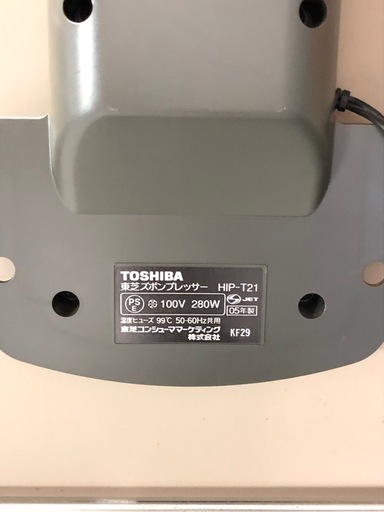 TOSHIBA
東芝ズボンプレッサー HIP-T21
PS E 100V 280W JET
05年製
温度ヒューズ 99℃ 50-60Hz共用
東芝コンシューママーケティング
株式会社 KF29